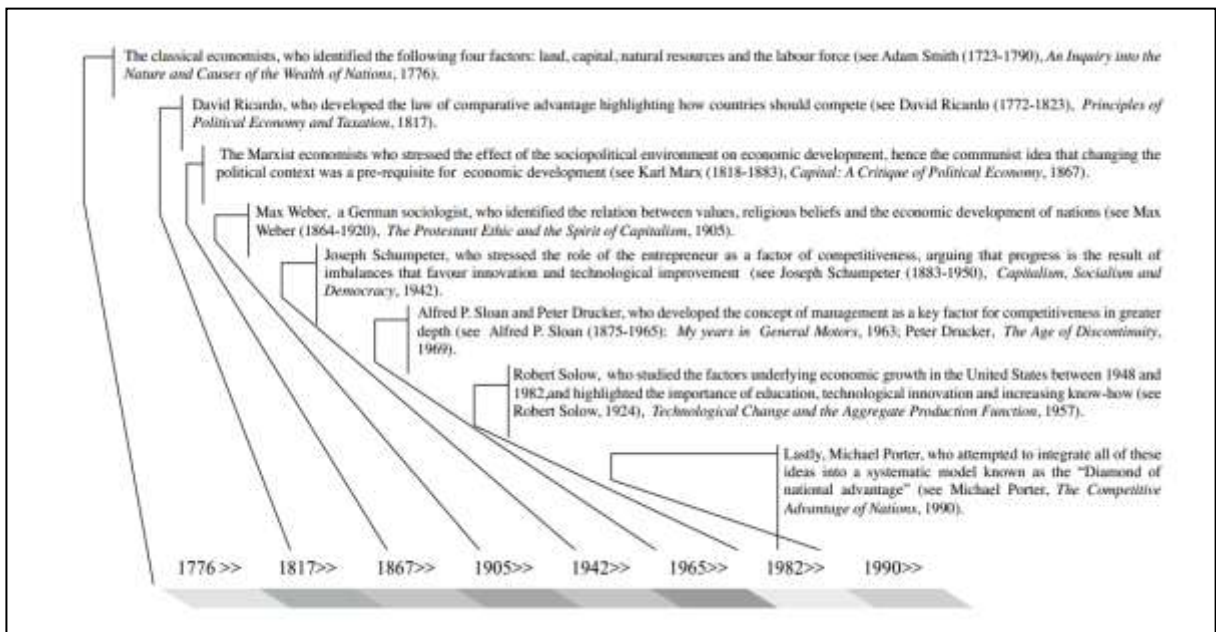 The classical economists, who identified the following four factors: land, capital, natural resources and the labour force (see Adam Smith (1723-1790), An Inquiry into the
Nature and Causes of the Wealth of Nations, 1776).
David Ricardo, who developed the law of comparative advantage highlighting how countries should compete (see David Ricardo (1772-1823), Principles of
Political Economy and Taxation, 1817).
The Marxist economists who stressed the effect of the sociopolitical environment on economic development, hence the communist idea that changing the
political context was a pre-requisite for economic development (see Karl Marx (1818-1883), Capital: A Critique of Political Economy, 1867).
Max Weber, a German sociologist, who identified the relation between values, religious beliefs and the economic development of nations (see Max
Weber (1864-1920), The Protestant Ethic and the Spirit of Capitalism, 1905).
Joseph Schumpeter, who stressed the role of the entrepreneur as a factor of competitiveness, arguing that progress is the result of
imbalances that favour innovation and technological improvement (see Joseph Schumpeter (1883-1950), Capitalism, Socialism and
Democracy, 1942).
Alfred P. Sloan and Peter Drucker, who developed the concept of management as a key factor for competitiveness in greater
depth (see Alfred P. Sloan (1875-1965): My years in General Motors, 1963; Peter Drucker, The Age of Discontinuity,
1969).
Robert Solow, who studied the factors underlying economic growth in the United States between 1948 and
1982,and highlighted the importance of education, technological innovation and increasing know-how (see
Robert Solow, 1924), Technological Change and the Aggregate Production Function, 1957).
Lastly, Michael Porter, who attempted to integrate all of these
ideas into a systematic model known as the “Diamond of
national advantage” (see Michael Porter, The Competitive
Advantage of Nations, 1990).
1776>> 1817>> 1867>> 1905>> 1942>> 1965>> 1982>> 1990>>